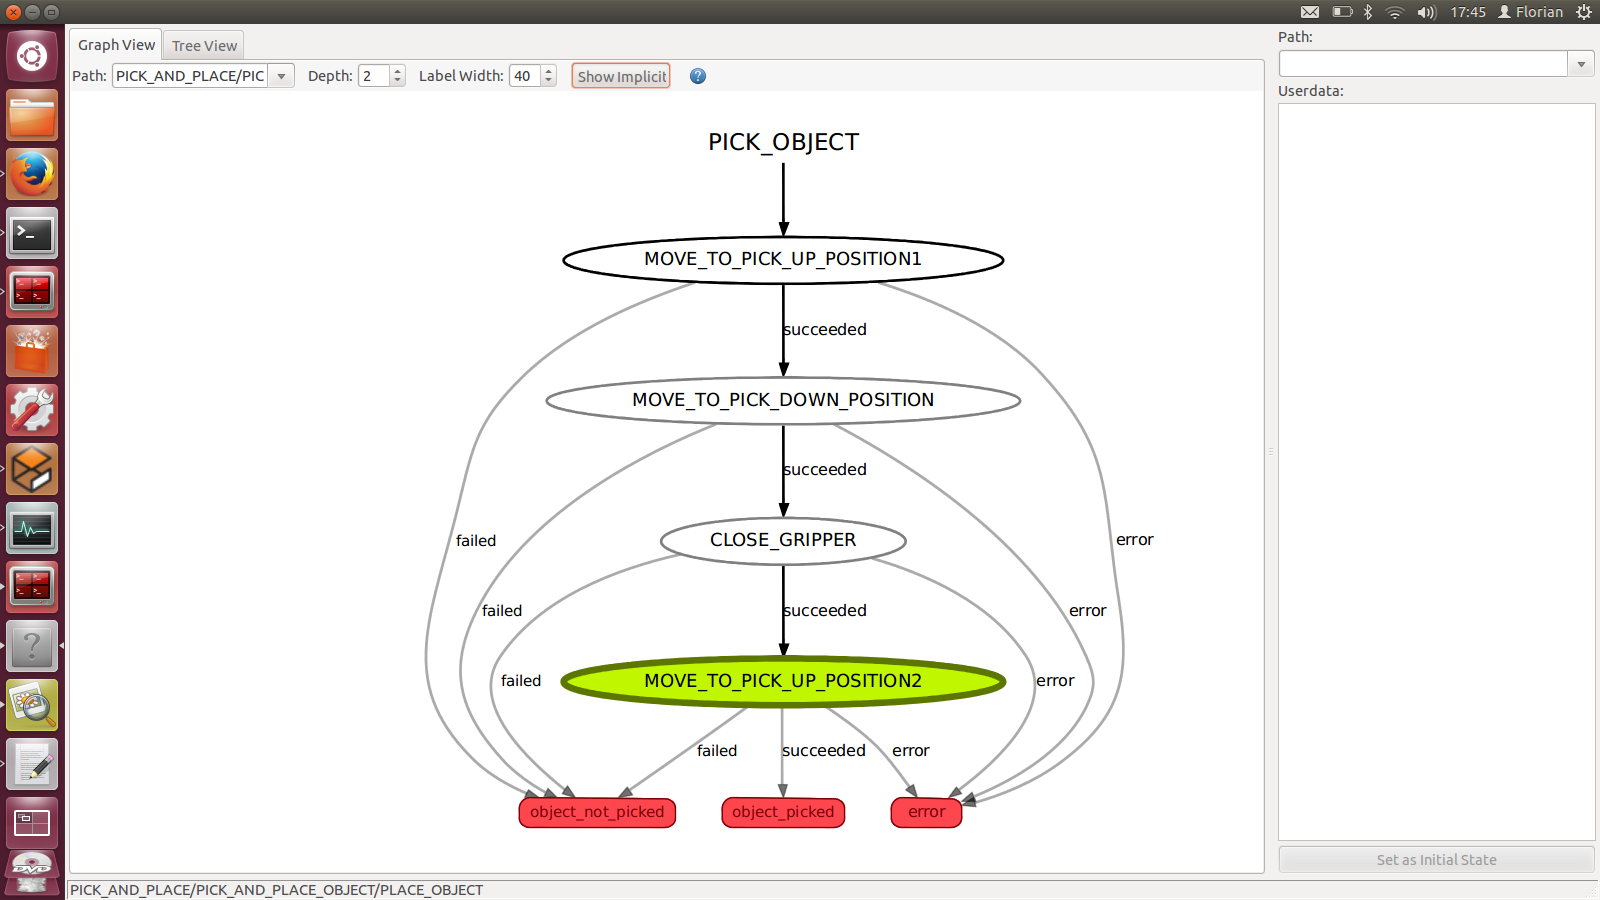 17:45 Florian
Graph View Tree View
Path: PICK_AND_PLACE/PIC Depth: 2 Label Width: 40 Show Implicit ?
Path:
Userdata:
PICK_OBJECT
MOVE_TO_PICK_UP_POSITION1
succeeded
MOVE_TO_PICK_DOWN_POSITION
succeeded
failed CLOSE_GRIPPER error
failed succeeded error
failed MOVE_TO_PICK_UP_POSITION2 error
failed succeeded error
object_not_picked object_picked error
Set as Initial State
PICK_AND_PLACE/PICK_AND_PLACE_OBJECT/PLACE_OBJECT